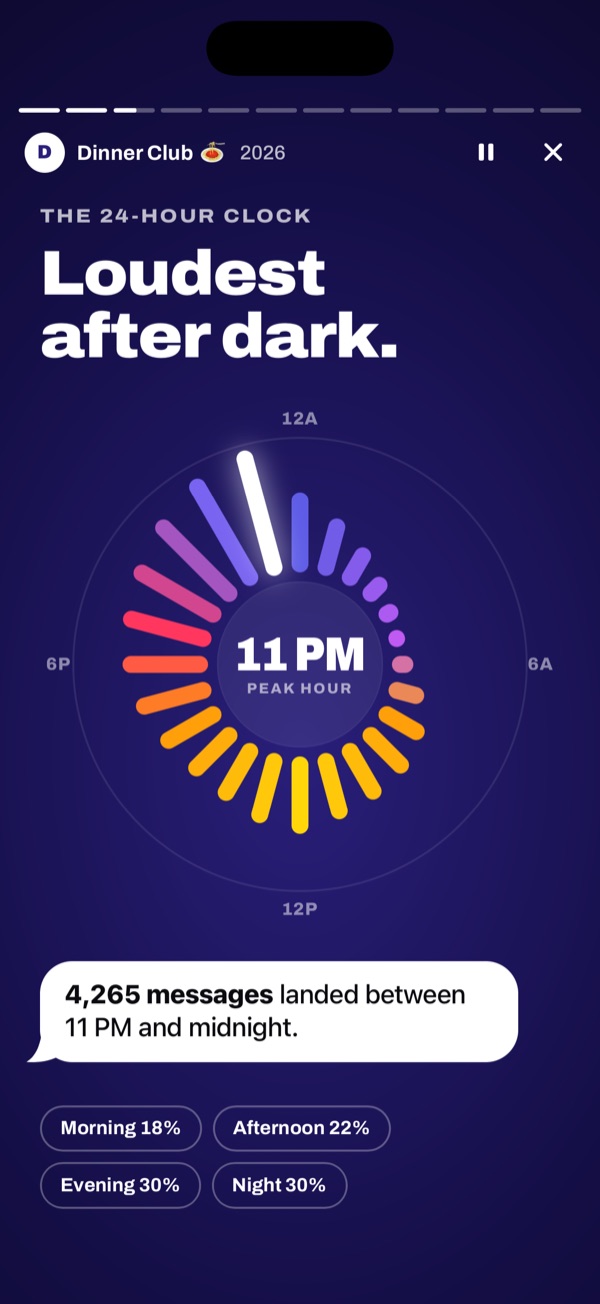 D Dinner Club 🍝 2026
THE 24-HOUR CLOCK
Loudest
after dark.
12A
6P
11 PM
PEAK HOUR
6A
12P
4,265 messages landed between
11 PM and midnight.
Morning 18% Afternoon 22%
Evening 30% Night 30%